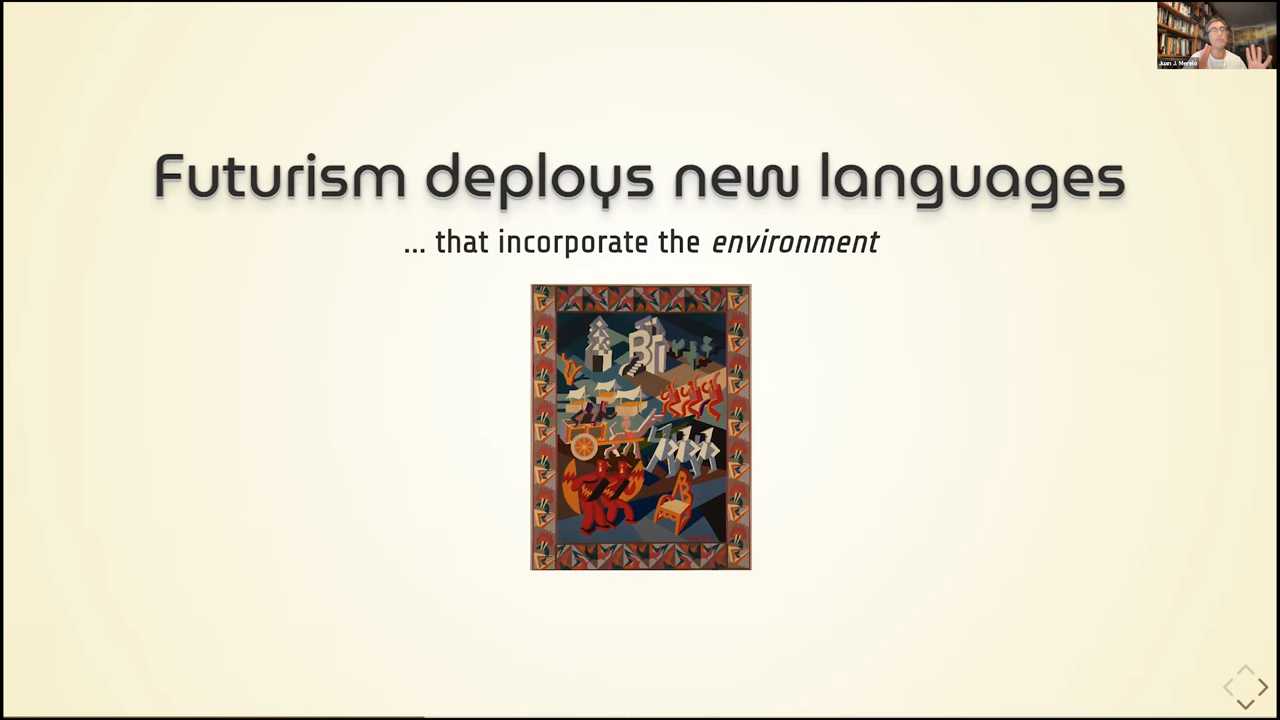 Juan J. Merelo
Futurism deploys new languages
... that incorporate the environment